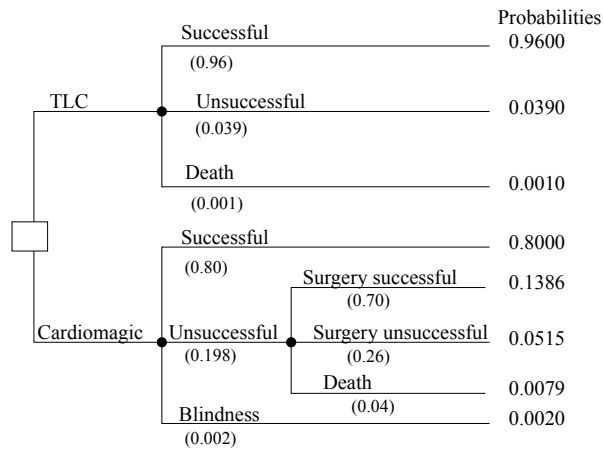 Probabilities
Successful 0.9600
(0.96)
TLC Unsuccessful 0.0390
(0.039)
Death 0.0010
(0.001)
Successful 0.8000
(0.80)
Surgery successful 0.1386
(0.70)
Cardiomagic Unsuccessful Surgery unsuccessful 0.0515
(0.198) (0.26)
Death 0.0079
(0.04)
Blindness 0.0020
(0.002)